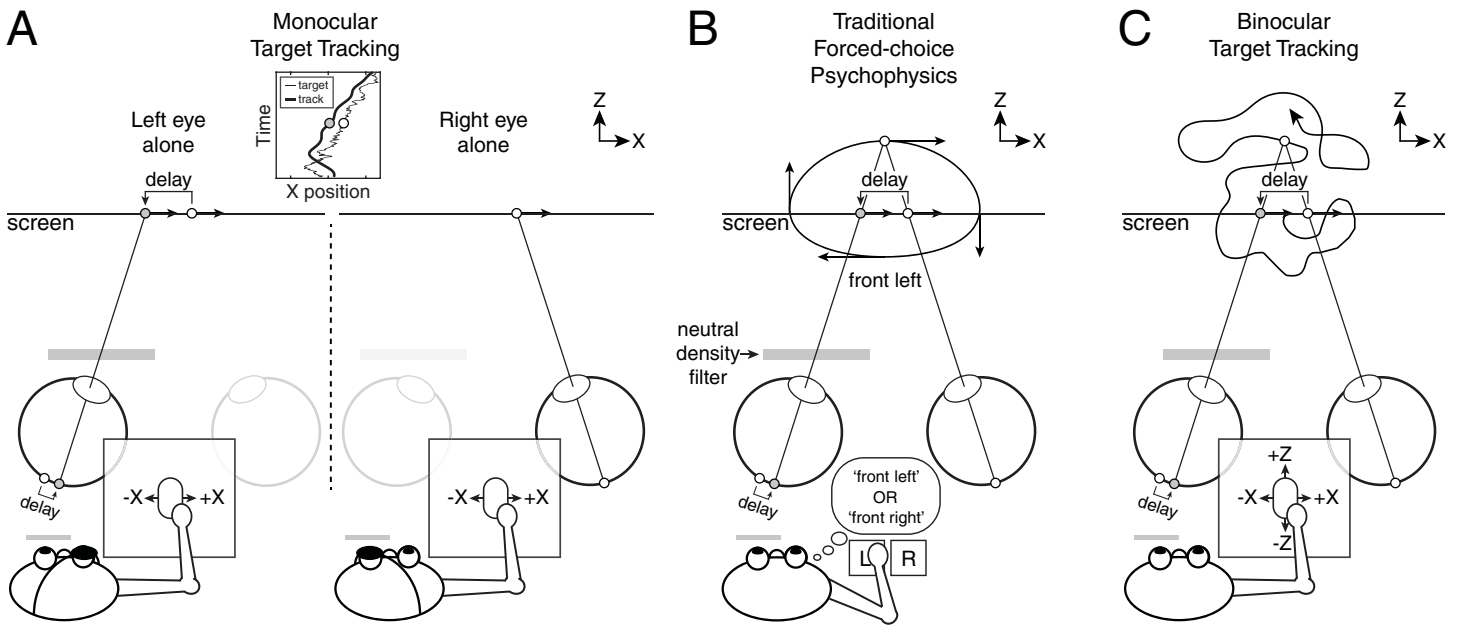 A
Monocular
Target Tracking
target
track
Time
X position
Left eye
alone
Right eye
alone
Z
X
delay
screen
delay
-X
+X
-X
+X
B
Traditional
Forced-choice
Psychophysics
Z
X
delay
screen
front left
neutral
density
filter
delay
'front left'
OR
'front right'
L
R
C
Binocular
Target Tracking
Z
X
delay
screen
delay
+Z
-X
+X
-Z